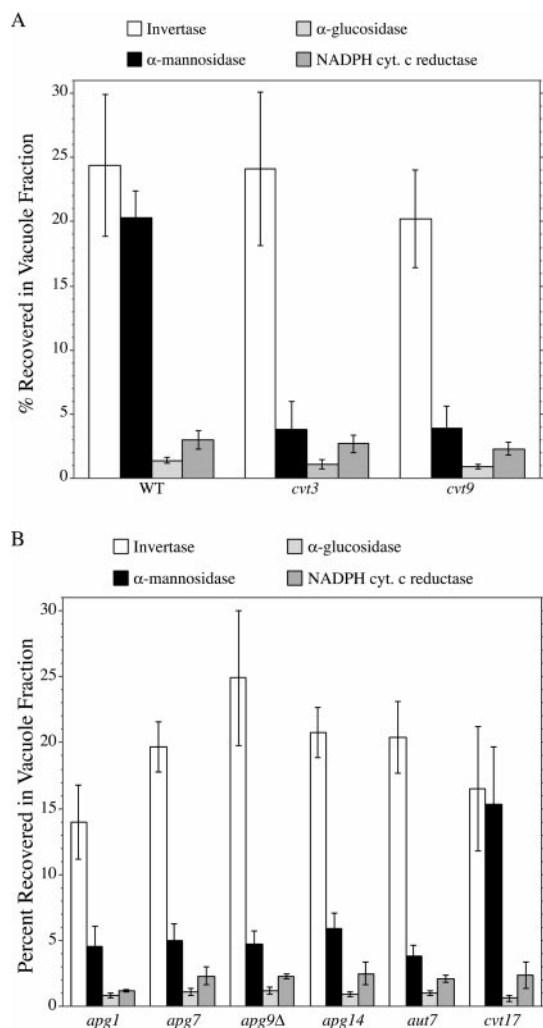 A
Invertase
α-glucosidase
α-mannosidase
NADPH cyt. c reductase
% Recovered in Vacuole Fraction
30
25
20
15
10
5
0
WT cvt3 cvt9
B
Invertase
α-glucosidase
α-mannosidase
NADPH cyt. c reductase
Percent Recovered in Vacuole Fraction
30
25
20
15
10
5
0
apg1 apg7 apg9Δ apg14 aut7 cvt17